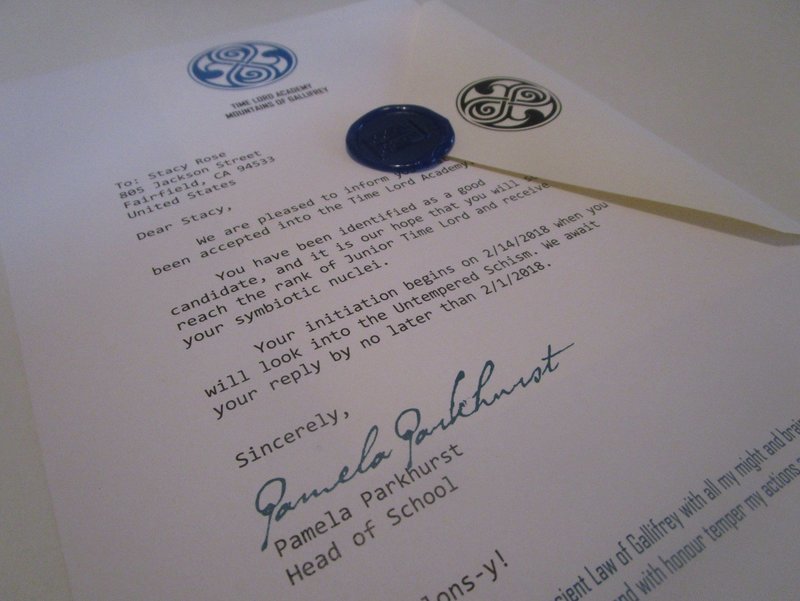 TIME LORD ACADEMY
MOUNTAINS OF GALLIFREY
To: Stacy Rose
805 Jackson Street
Fairfield, CA 94533
United States
Dear Stacy,
We are pleased to inform
been accepted into the Time Lord Academy.
You have been identified as a good
candidate, and it is our hope that you will
reach the rank of Junior Time Lord and receive
your symbiotic nuclei.
Your initiation begins on 2/14/2018 when you
will look into the Untempered Schism. We await
your reply by no later than 2/1/2018.
Sincerely,
Pamela Parkhurst
Pamela Parkhurst
Head of School
lons-y!
cient Law of Gallifrey with all my might and brai
nd with honour temper my actions